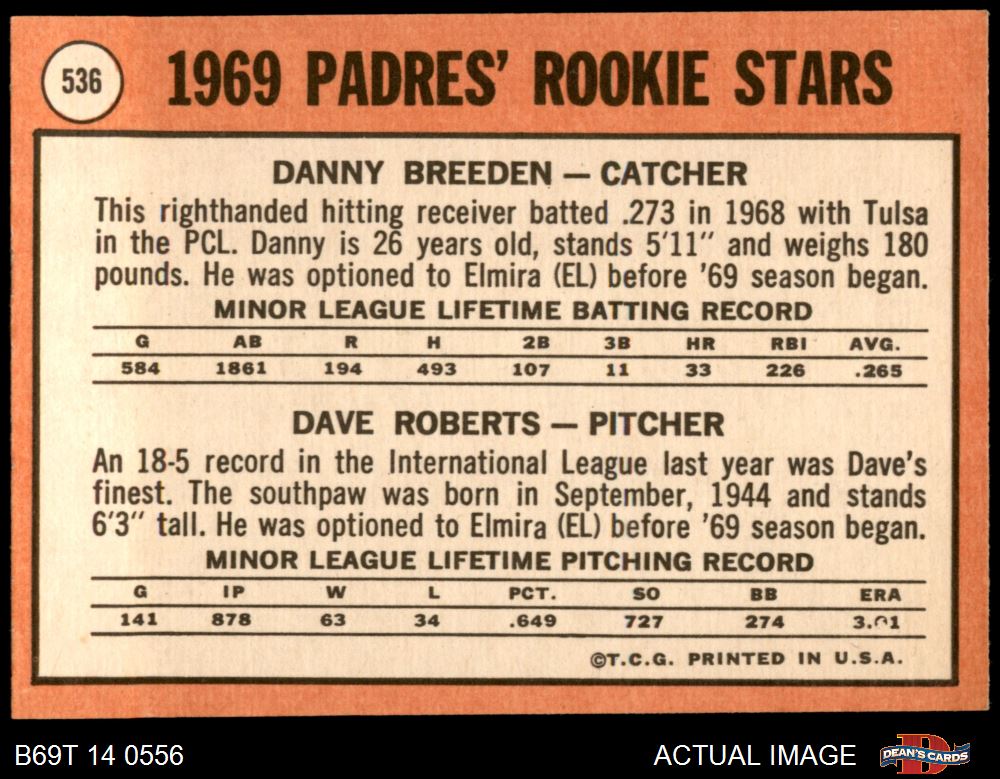 536
1969 PADRES' ROOKIE STARS
DANNY BREEDEN — CATCHER
This righthanded hitting receiver batted .273 in 1968 with Tulsa
in the PCL. Danny is 26 years old, stands 5'11" and weighs 180
pounds. He was optioned to Elmira (EL) before '69 season began.
MINOR LEAGUE LIFETIME BATTING RECORD
G AB R H 2B 3B HR RBI AVG.
584 1861 194 493 107 11 33 226 .265
DAVE ROBERTS — PITCHER
An 18-5 record in the International League last year was Dave's
finest. The southpaw was born in September, 1944 and stands
6'3" tall. He was optioned to Elmira (EL) before '69 season began.
MINOR LEAGUE LIFETIME PITCHING RECORD
G IP W L PCT. SO BB ERA
141 878 63 34 .649 727 274
©T.C.G. PRINTED IN U.S.A.
B69T 14 0556
ACTUAL IMAGE
DEAN'S CARDS